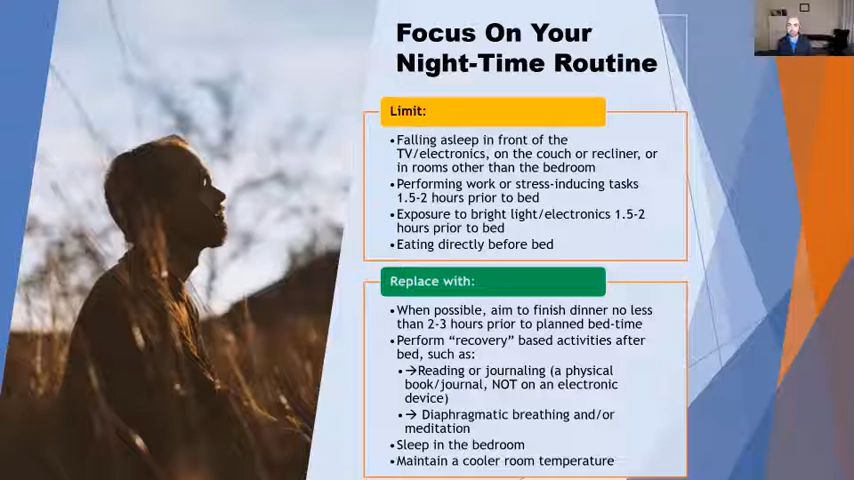 Focus On Your
Night-Time Routine
Limit:
•Falling asleep in front of the
TV/electronics, on the couch or recliner, or
in rooms other than the bedroom
•Performing work or stress-inducing tasks
1.5-2 hours prior to bed
•Exposure to bright light/electronics 1.5-2
hours prior to bed
•Eating directly before bed
Replace with:
•When possible, aim to finish dinner no less
than 2-3 hours prior to planned bed-time
•Perform “recovery” based activities after
bed, such as:
•→Reading or journaling (a physical
book/journal, NOT on an electronic
device)
•→ Diaphragmatic breathing and/or
meditation
•Sleep in the bedroom
•Maintain a cooler room temperature